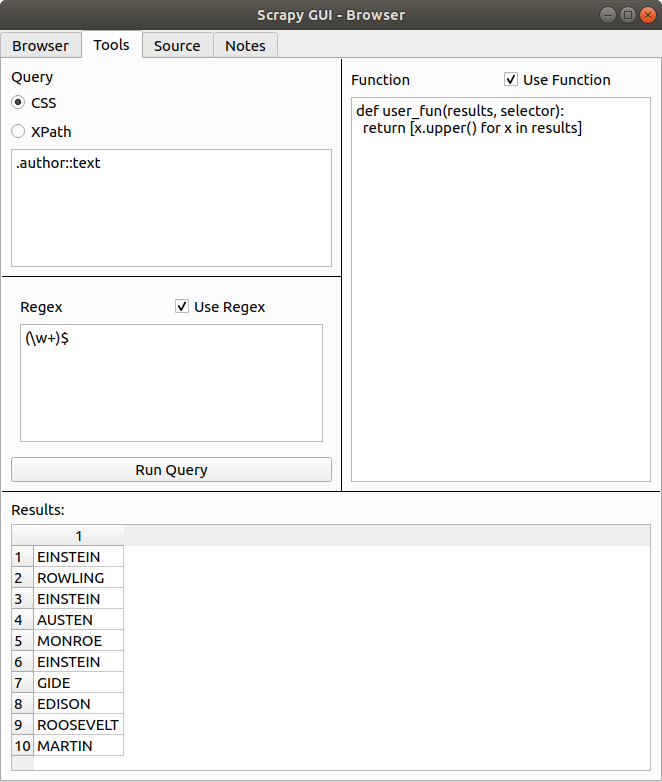 Scrapy GUI - Browser
Browser Tools Source Notes
Query
CSS
XPath
.author::text
Regex Use Regex
(\w+)$
Run Query
Function Use Function
def user_fun(results, selector):
return [x.upper() for x in results]
Results:
1
1 EINSTEIN
2 ROWLING
3 EINSTEIN
4 AUSTEN
5 MONROE
6 EINSTEIN
7 GIDE
8 EDISON
9 ROOSEVELT
10 MARTIN